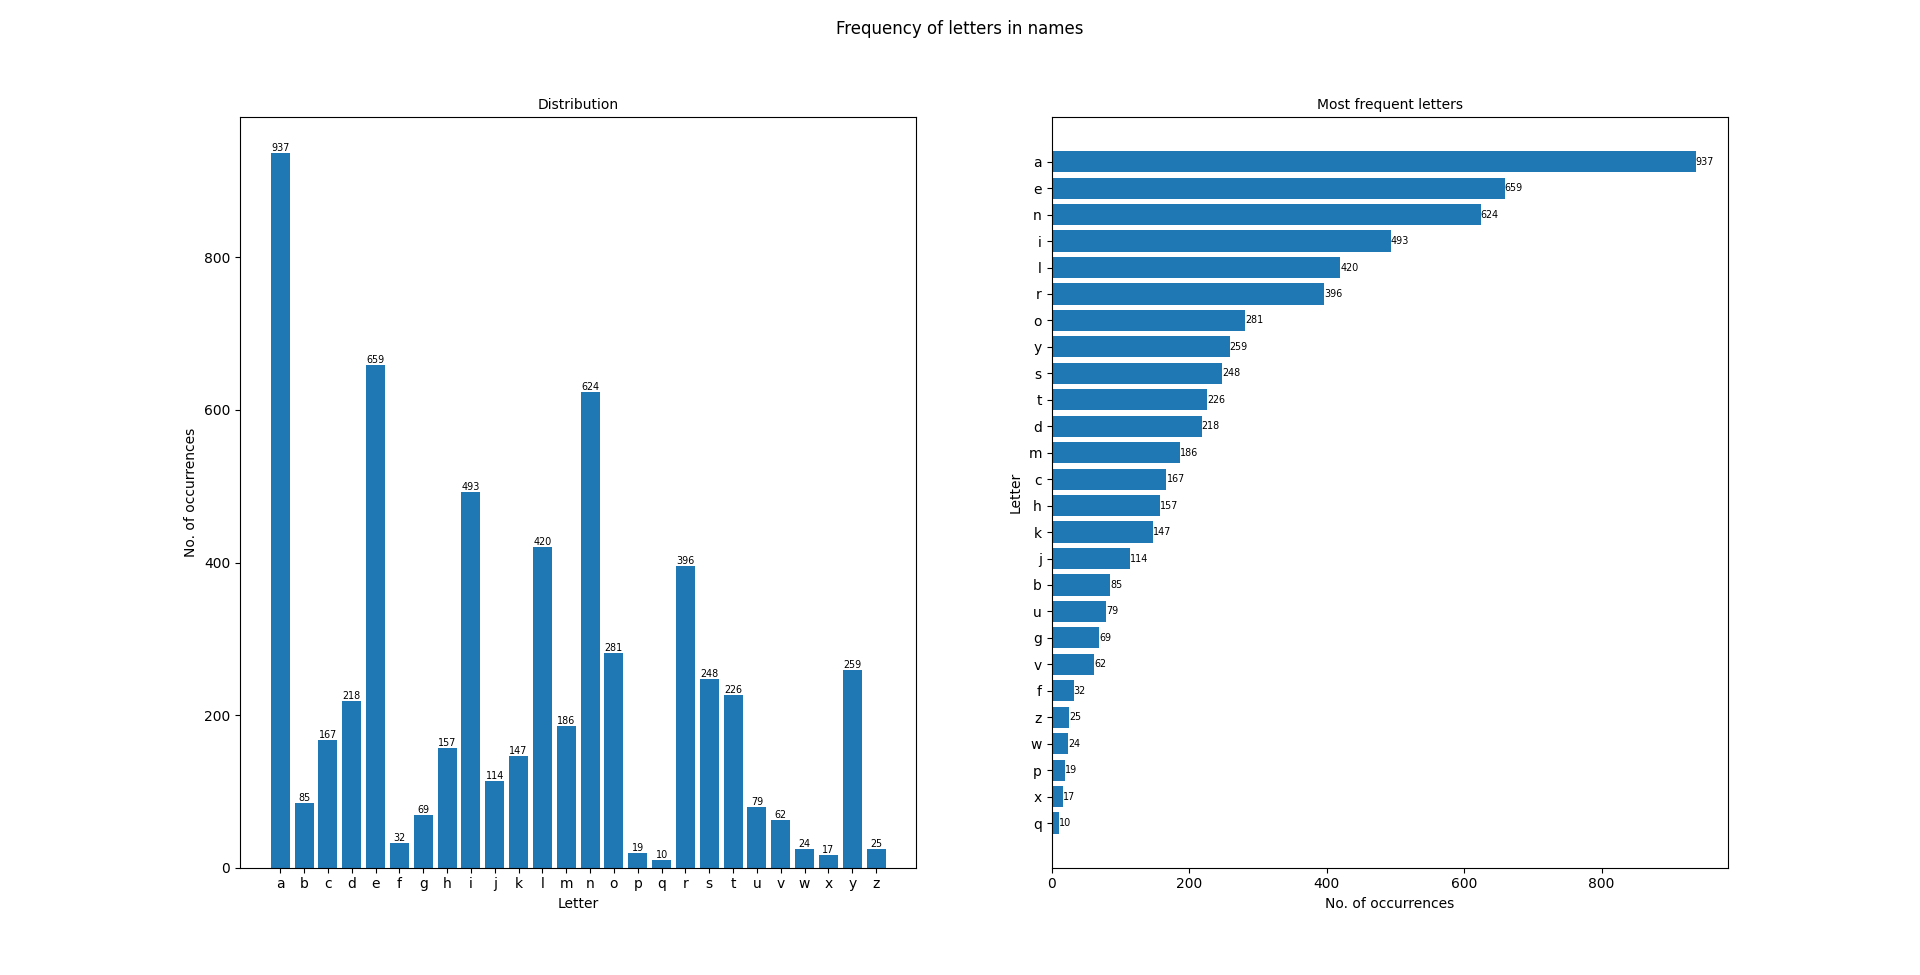 Frequency of letters in names
Distribution
No. of occurrences
800
600
400
200
0
937
85
167
218
659
32
69
157
493
114
147
420
186
624
281
19
10
396
248
226
79
62
24
17
259
25
a b c d e f g h i j k l m n o p q r s t u v w x y z
Letter
Most frequent letters
Letter
a 937
e 659
n 624
i 493
l 420
r 396
o 281
y 259
s 248
t 226
d 218
m 186
c 167
h 157
k 147
j 114
b 85
u 79
g 69
v 62
f 32
z 25
w 24
p 19
x 17
q 10
0 200 400 600 800
No. of occurrences